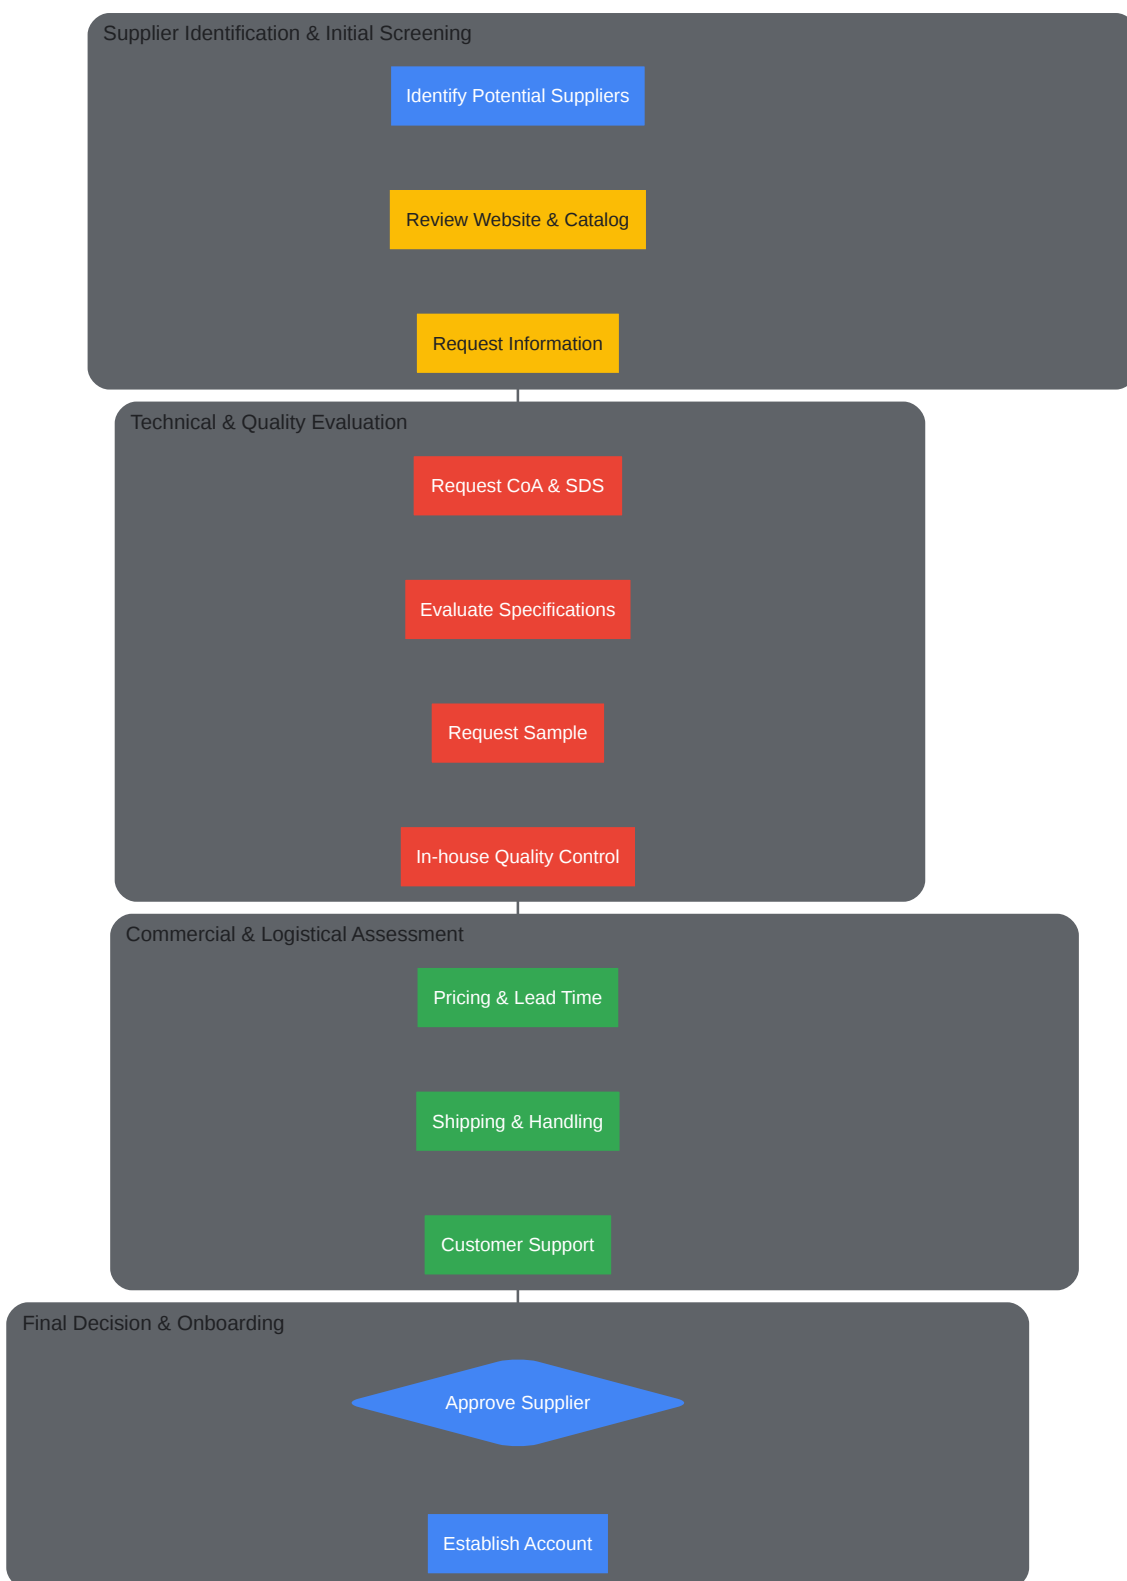 Supplier Identification & Initial Screening
Identify Potential Suppliers
Review Website & Catalog
Request Information
Technical & Quality Evaluation
Request CoA & SDS
Evaluate Specifications
Request Sample
In-house Quality Control
Commercial & Logistical Assessment
Pricing & Lead Time
Shipping & Handling
Customer Support
Final Decision & Onboarding
Approve Supplier
Establish Account